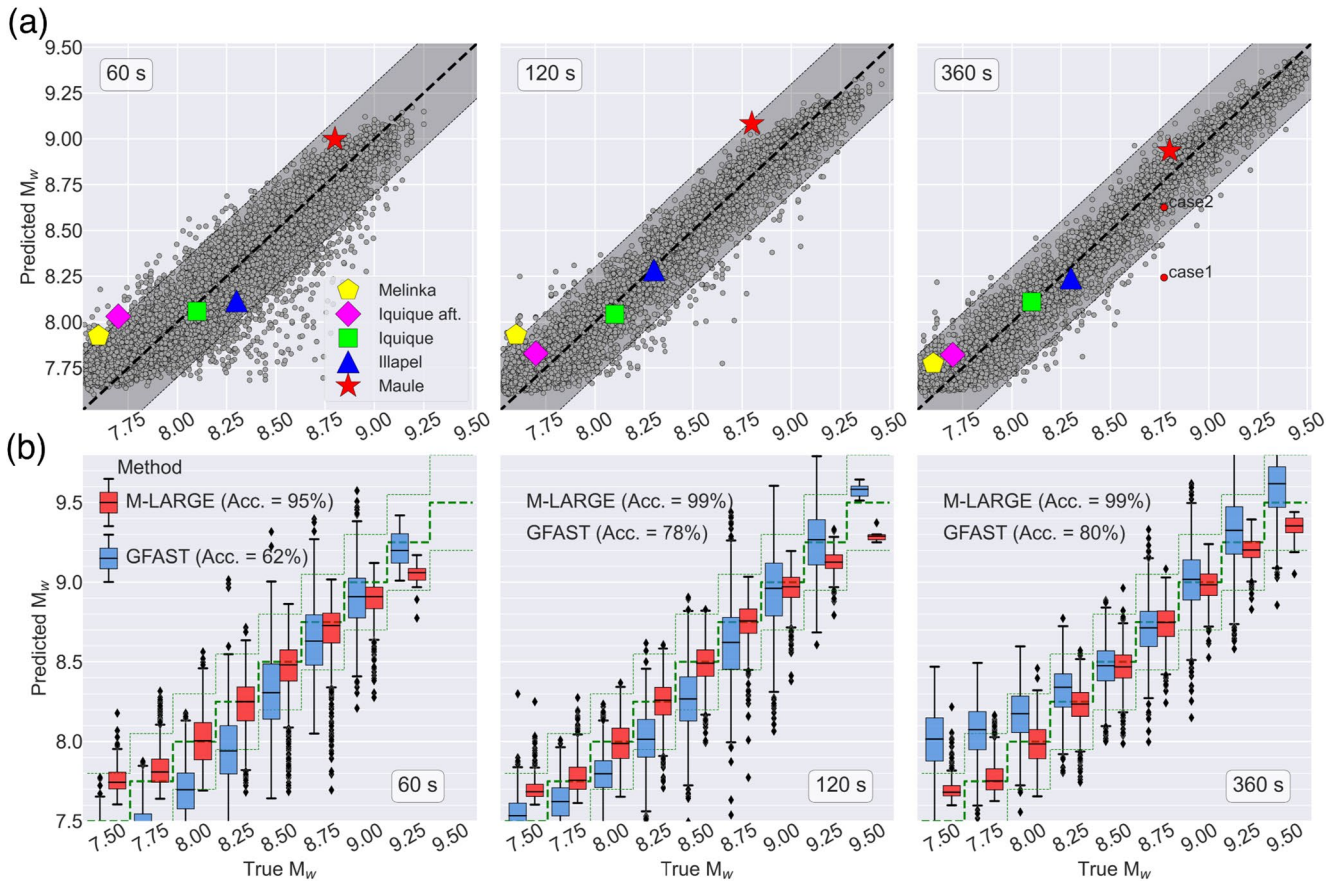 (a)
60 s
120 s
360 s
9.50
9.25
9.00
8.75
8.50
8.25
8.00
7.75
Predicted Mw
Melinka
Iquique aft.
Iquique
Illapel
Maule
case2
case1
7.75 8.00 8.25 8.50 8.75 9.00 9.25 9.50
7.75 8.00 8.25 8.50 8.75 9.00 9.25 9.50
7.75 8.00 8.25 8.50 8.75 9.00 9.25 9.50
(b)
Method
M-LARGE (Acc. = 95%)
GFAST (Acc. = 62%)
M-LARGE (Acc. = 99%)
GFAST (Acc. = 78%)
M-LARGE (Acc. = 99%)
GFAST (Acc. = 80%)
9.5
9.0
8.5
8.0
7.5
Predicted Mw
60 s
120 s
360 s
7.50 7.75 8.00 8.25 8.50 8.75 9.00 9.25 9.50
7.50 7.75 8.00 8.25 8.50 8.75 9.00 9.25 9.50
7.50 7.75 8.00 8.25 8.50 8.75 9.00 9.25 9.50
True Mw
True Mw
True Mw